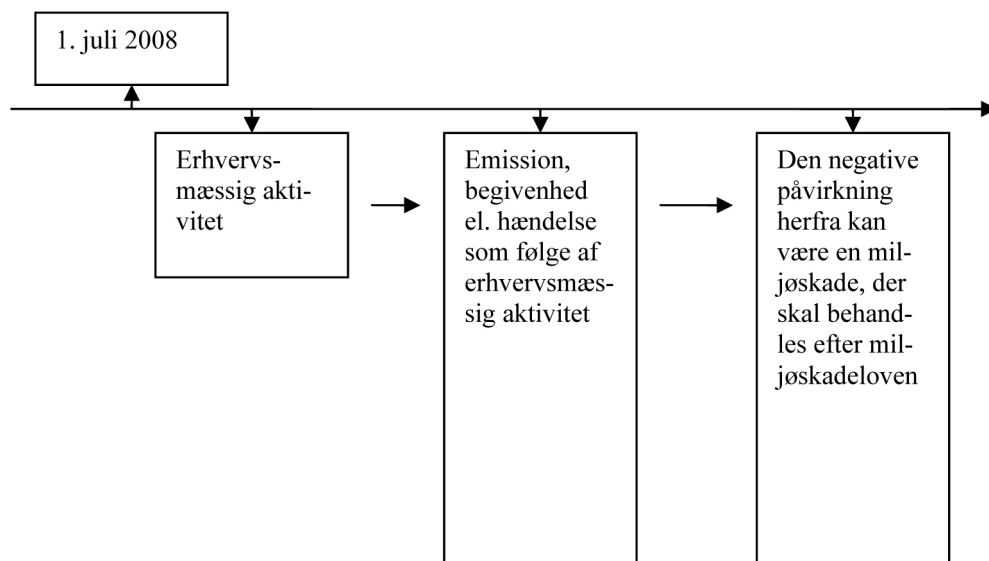 1. juli 2008
Erhvervs-
mæssig akti-
vitet
Emission,
begivenhed
el. hændelse
som følge af
erhvervsmæs-
sig aktivitet
Den negative
påvirkning
herfra kan
være en mil-
jøskade, der
skal behand-
les efter mil-
jøskadeloven